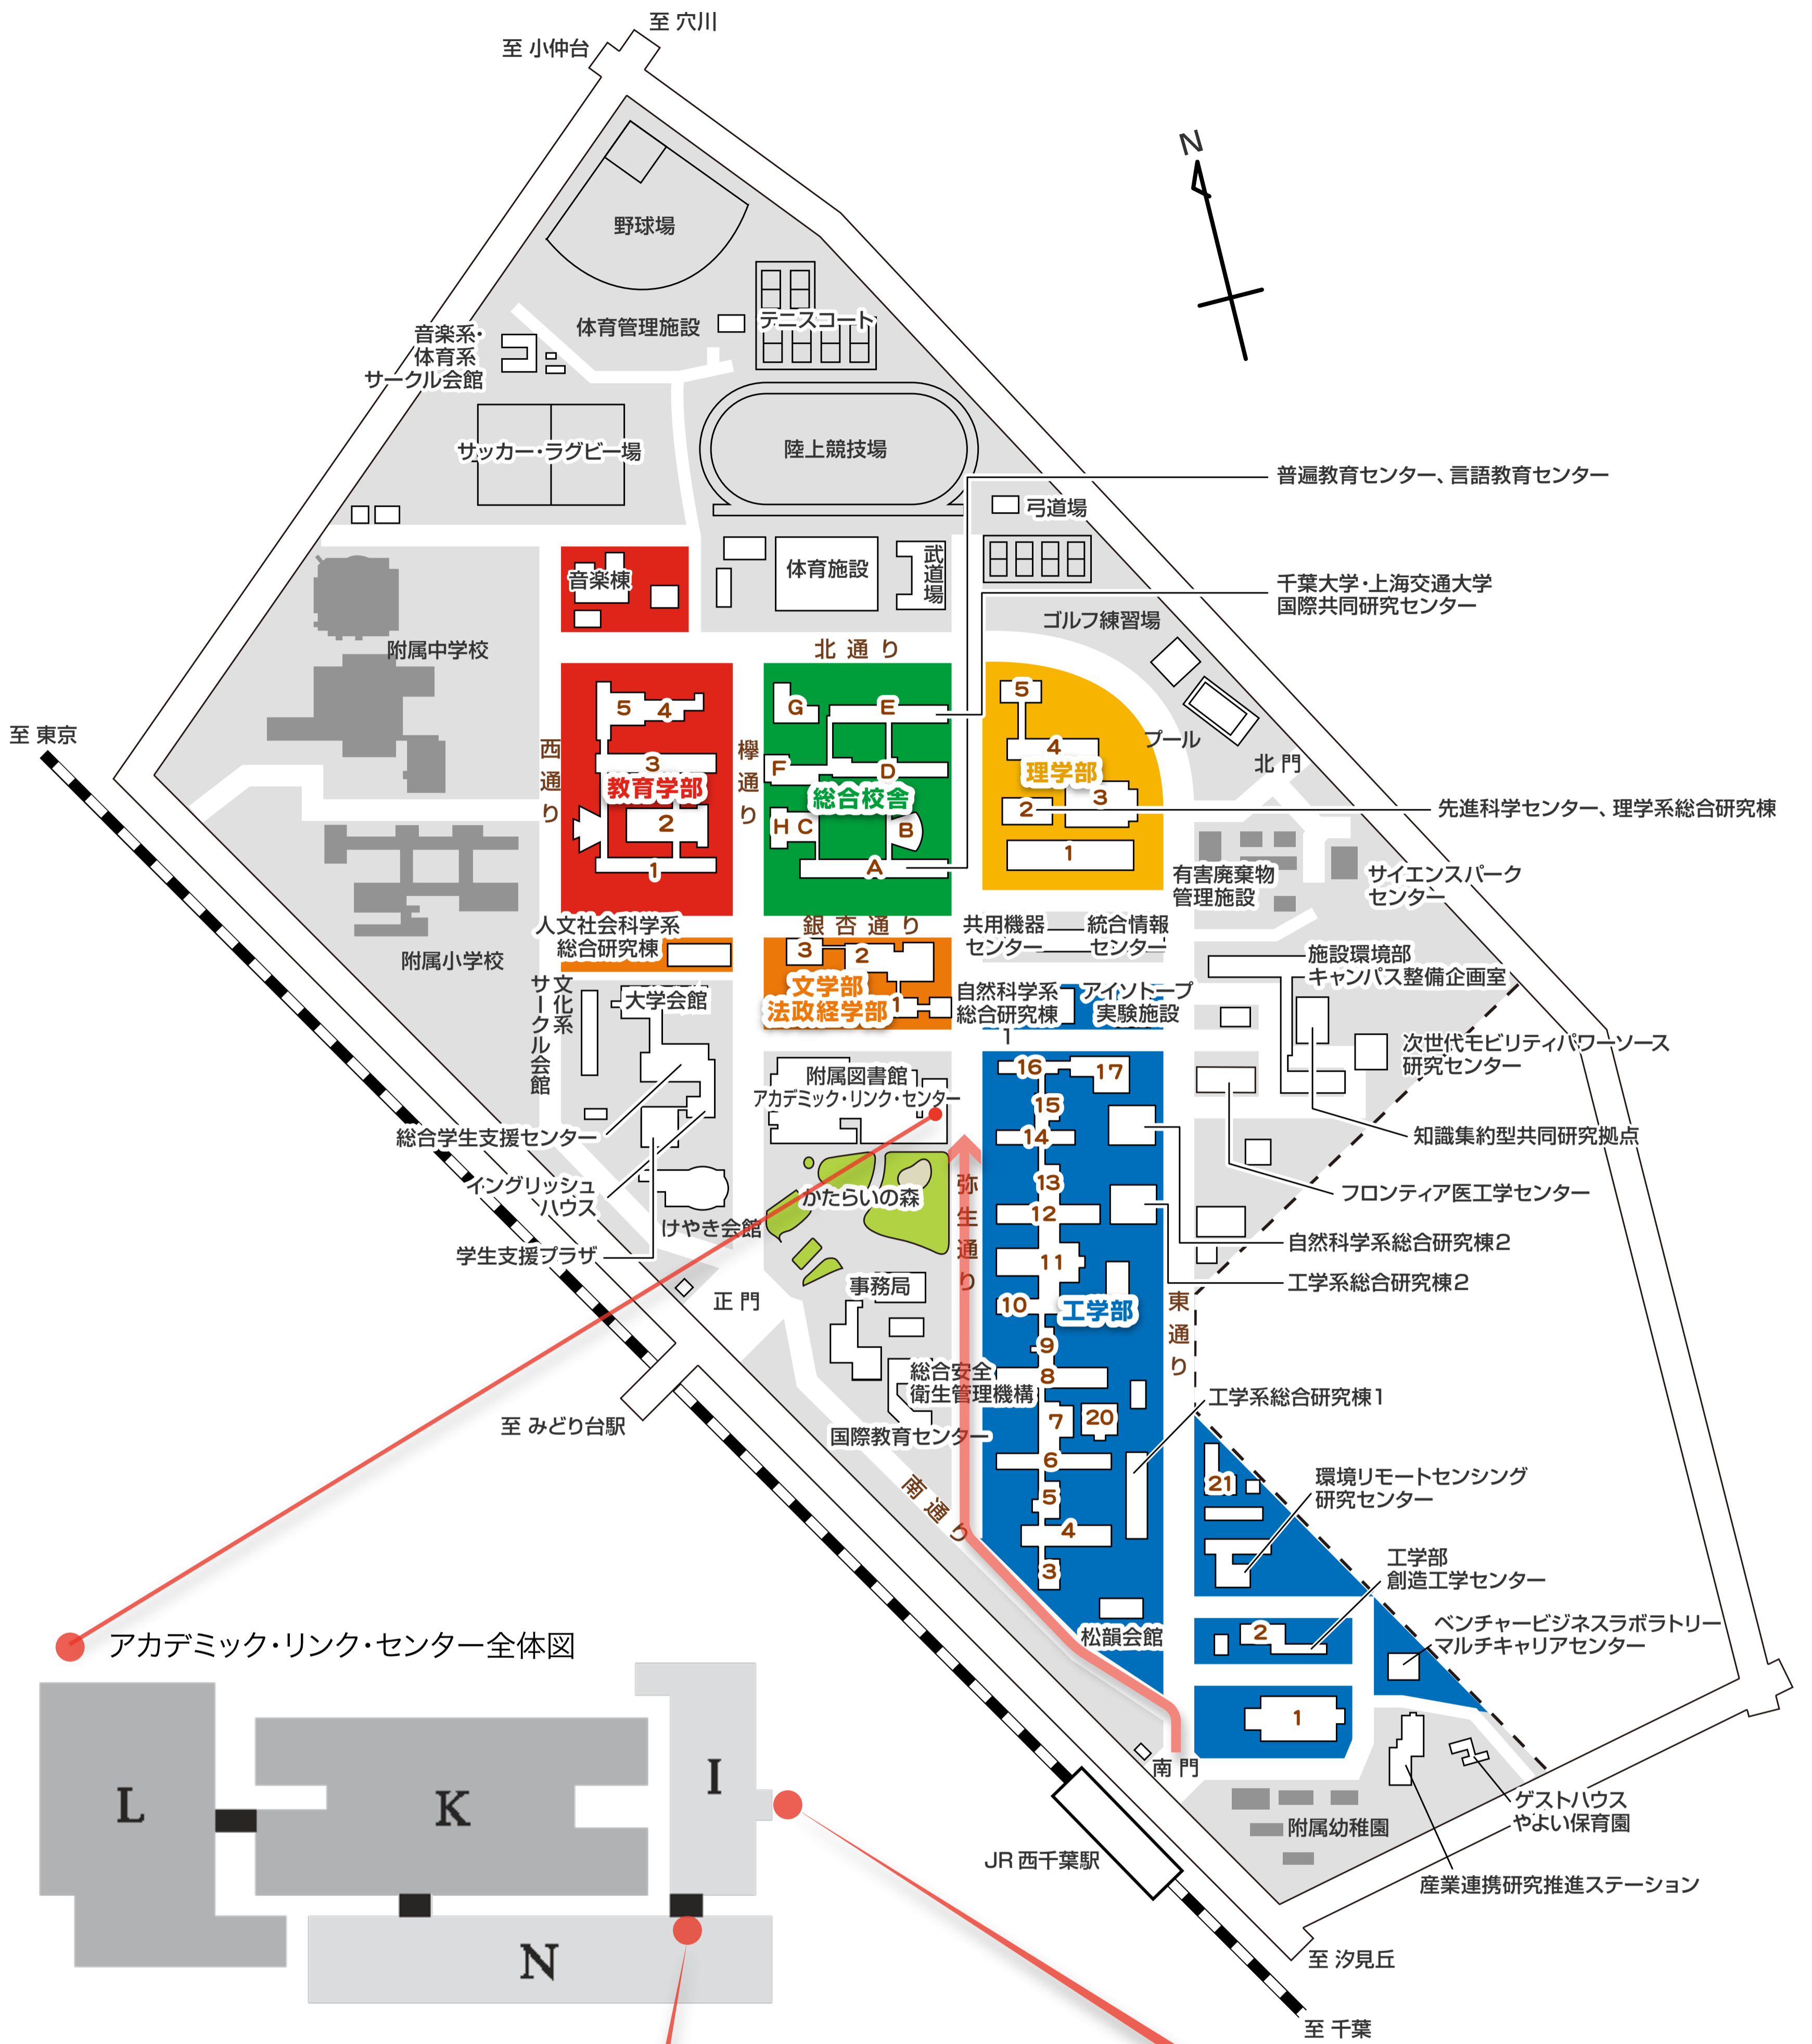 至 穴川
至 小仲台
N
野球場
体育管理施設
テニスコート
音楽系・
体育系
サークル会館
サッカー・ラグビー場
陸上競技場
普遍教育センター、言語教育センター
弓道場
音楽棟
体育施設
武道場
千葉大学・上海交通大学
国際共同研究センター
ゴルフ練習場
附属中学校
北通り
至 東京
西通り
欅通り
5
4
3
教育学部
2
1
G
E
F
D
総合校舎
H
C
B
A
5
4
理学部
3
2
1
プール
北門
先進科学センター、理学系総合研究棟
有害廃棄物
管理施設
サイエンスパーク
センター
附属小学校
人文社会科学系
総合研究棟
銀杏通り
共用機器
センター
統合情報
センター
施設環境部
キャンパス整備企画室
3
2
文学部
法政経学部
1
文化系
サークル会館
大学会館
自然科学系
総合研究棟
1
アイソトープ
実験施設
次世代モビリティパワーソース
研究センター
附属図書館
アカデミック・リンク・センター
16
17
15
14
13
12
11
10
工学部
9
8
7
20
6
5
4
3
知識集約型共同研究拠点
総合学生支援センター
イングリッシュ
ハウス
フロンティア医工学センター
かたらいの森
弥生通り
けやき会館
学生支援プラザ
自然科学系総合研究棟2
工学系総合研究棟2
事務局
正門
東通り
総合安全
衛生管理機構
工学系総合研究棟1
至 みどり台駅
国際教育センター
南通り
21
環境リモートセンシング
研究センター
工学部
創造工学センター
2
ベンチャービジネスラボラトリー
マルチキャリアセンター
松韻会館
1
アカデミック・リンク・センター全体図
L
K
I
N
南門
ゲストハウス
やよい保育園
附属幼稚園
JR 西千葉駅
産業連携研究推進ステーション
至 汐見丘
至 千葉